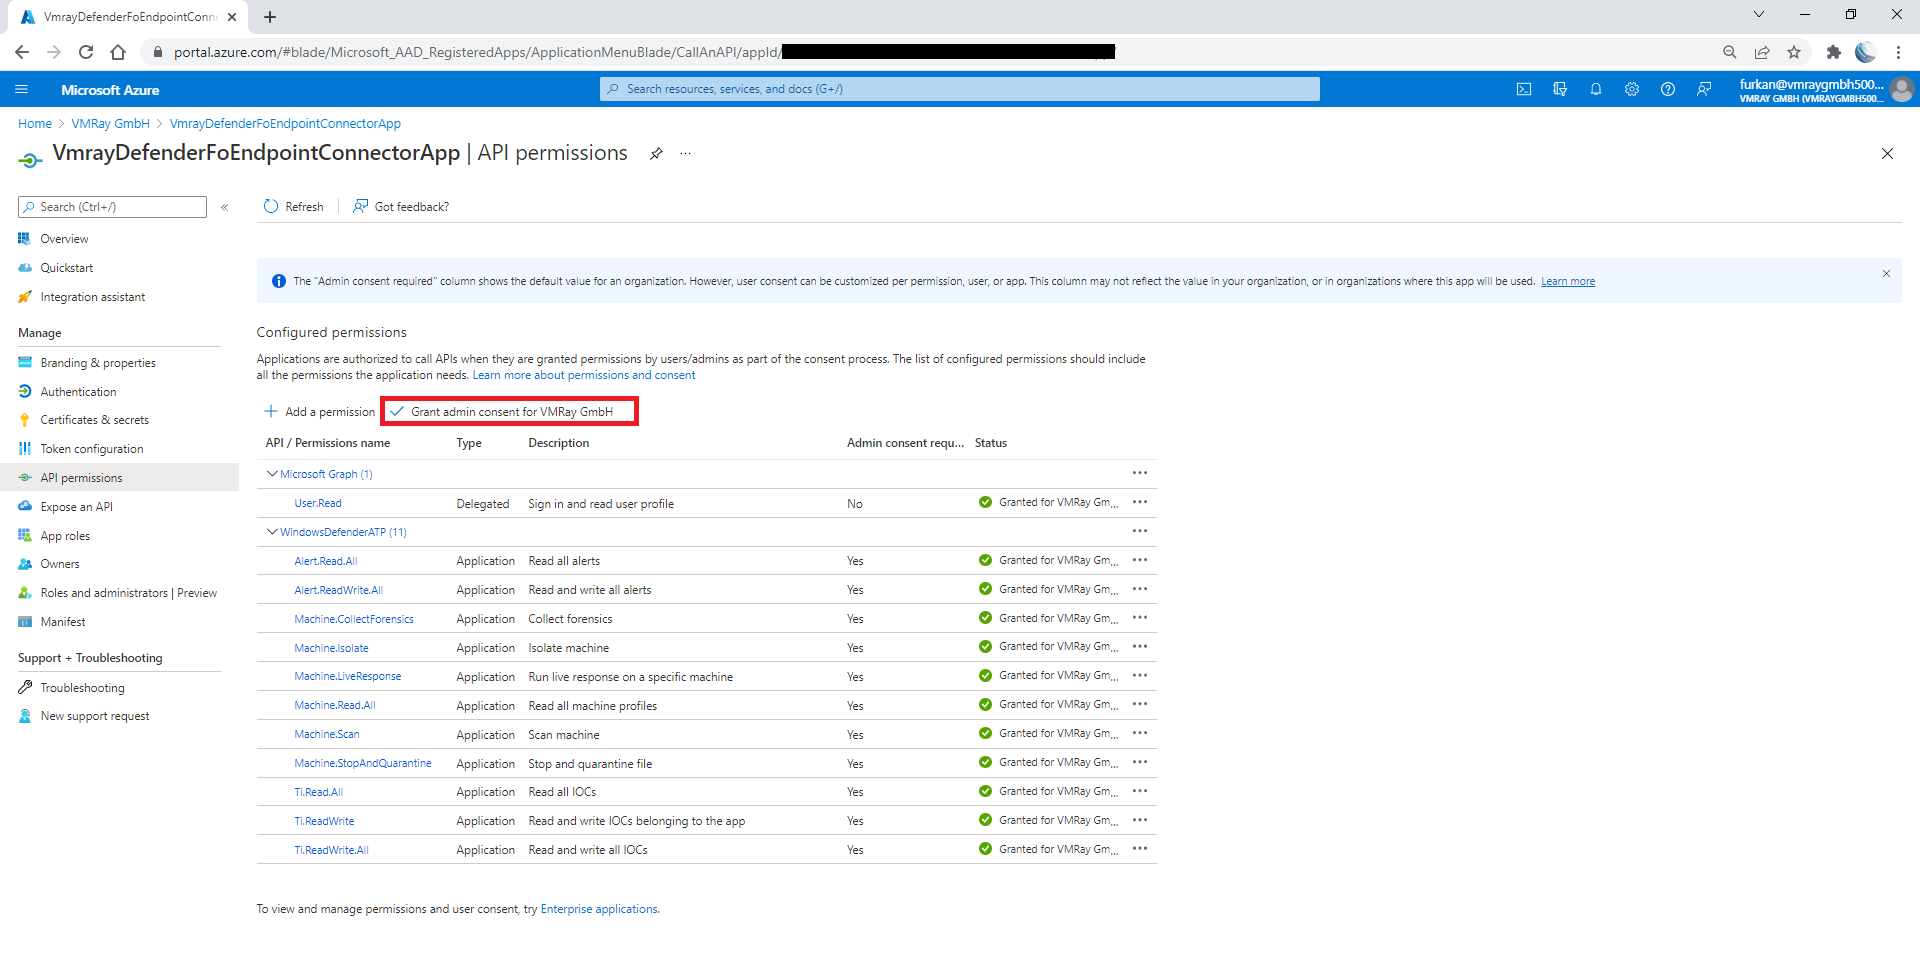 VmrayDefenderFoEndpointConne
portal.azure.com/#blade/Microsoft_AAD_RegisteredApps/ApplicationMenuBlade/CallAnAPI/appId/
Microsoft Azure
Search resources, services, and docs (G+/)
furkan@vmraygmbh500...
VMRAY GMBH (VMRAYGMBH500...
Home > VMRay GmbH > VmrayDefenderFoEndpointConnectorApp
VmrayDefenderFoEndpointConnectorApp | API permissions
Search (Ctrl+/)
Refresh
Got feedback?
Overview
Quickstart
Integration assistant
Manage
Branding & properties
Authentication
Certificates & secrets
Token configuration
API permissions
Expose an API
App roles
Owners
Roles and administrators | Preview
Manifest
Support + Troubleshooting
Troubleshooting
New support request
The "Admin consent required" column shows the default value for an organization. However, user consent can be customized per permission, user, or app. This column may not reflect the value in your organization, or in organizations where this app will be used. Learn more
Configured permissions
Applications are authorized to call APIs when they are granted permissions by users/admins as part of the consent process. The list of configured permissions should include
all the permissions the application needs. Learn more about permissions and consent
Add a permission Grant admin consent for VMRay GmbH
API / Permissions name Type Description Admin consent requ... Status
Microsoft Graph (1)
User.Read Delegated Sign in and read user profile No Granted for VMRay Gm...
WindowsDefenderATP (11)
Alert.Read.All Application Read all alerts Yes Granted for VMRay Gm...
Alert.ReadWrite.All Application Read and write all alerts Yes Granted for VMRay Gm...
Machine.CollectForensics Application Collect forensics Yes Granted for VMRay Gm...
Machine.Isolate Application Isolate machine Yes Granted for VMRay Gm...
Machine.LiveResponse Application Run live response on a specific machine Yes Granted for VMRay Gm...
Machine.Read.All Application Read all machine profiles Yes Granted for VMRay Gm...
Machine.Scan Application Scan machine Yes Granted for VMRay Gm...
Machine.StopAndQuarantine Application Stop and quarantine file Yes Granted for VMRay Gm...
Ti.Read.All Application Read all IOCs Yes Granted for VMRay Gm...
Ti.ReadWrite Application Read and write IOCs belonging to the app Yes Granted for VMRay Gm...
Ti.ReadWrite.All Application Read and write all IOCs Yes Granted for VMRay Gm...
To view and manage permissions and user consent, try Enterprise applications.